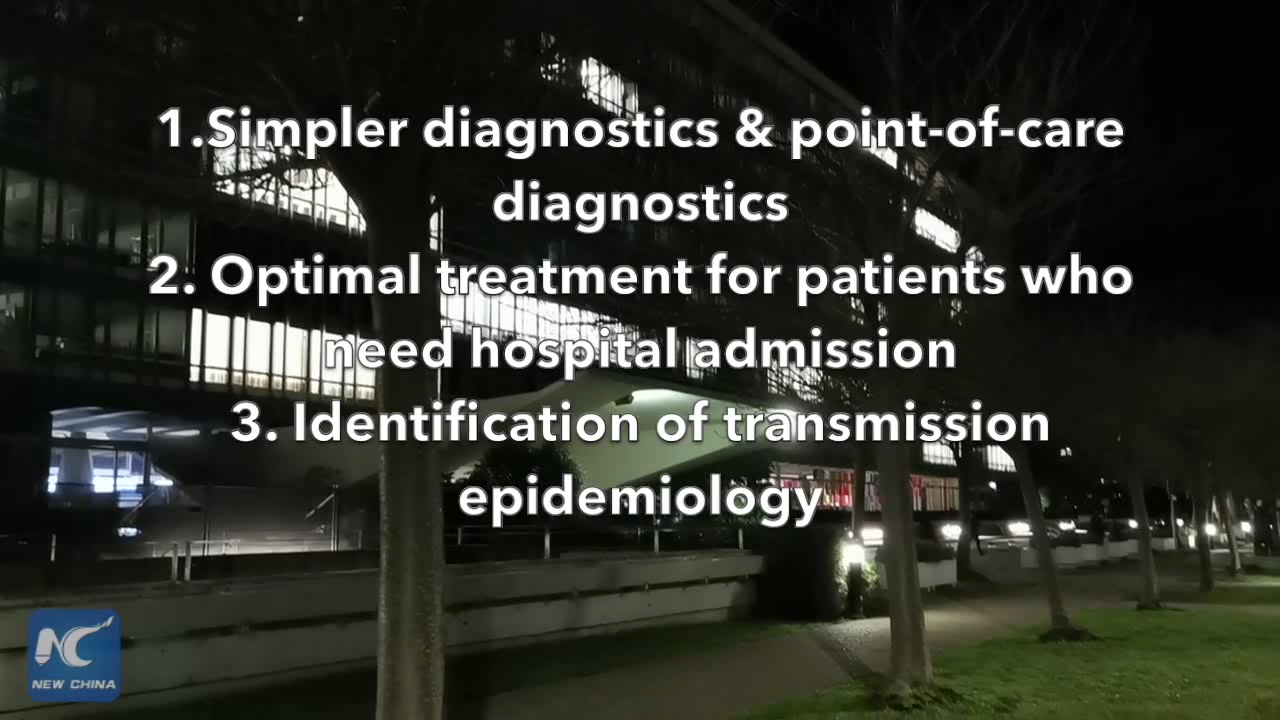 1.Simpler diagnostics & point-of-care
diagnostics
2. Optimal treatment for patients who
need hospital admission
3. Identification of transmission
epidemiology
NC
NEW CHINA